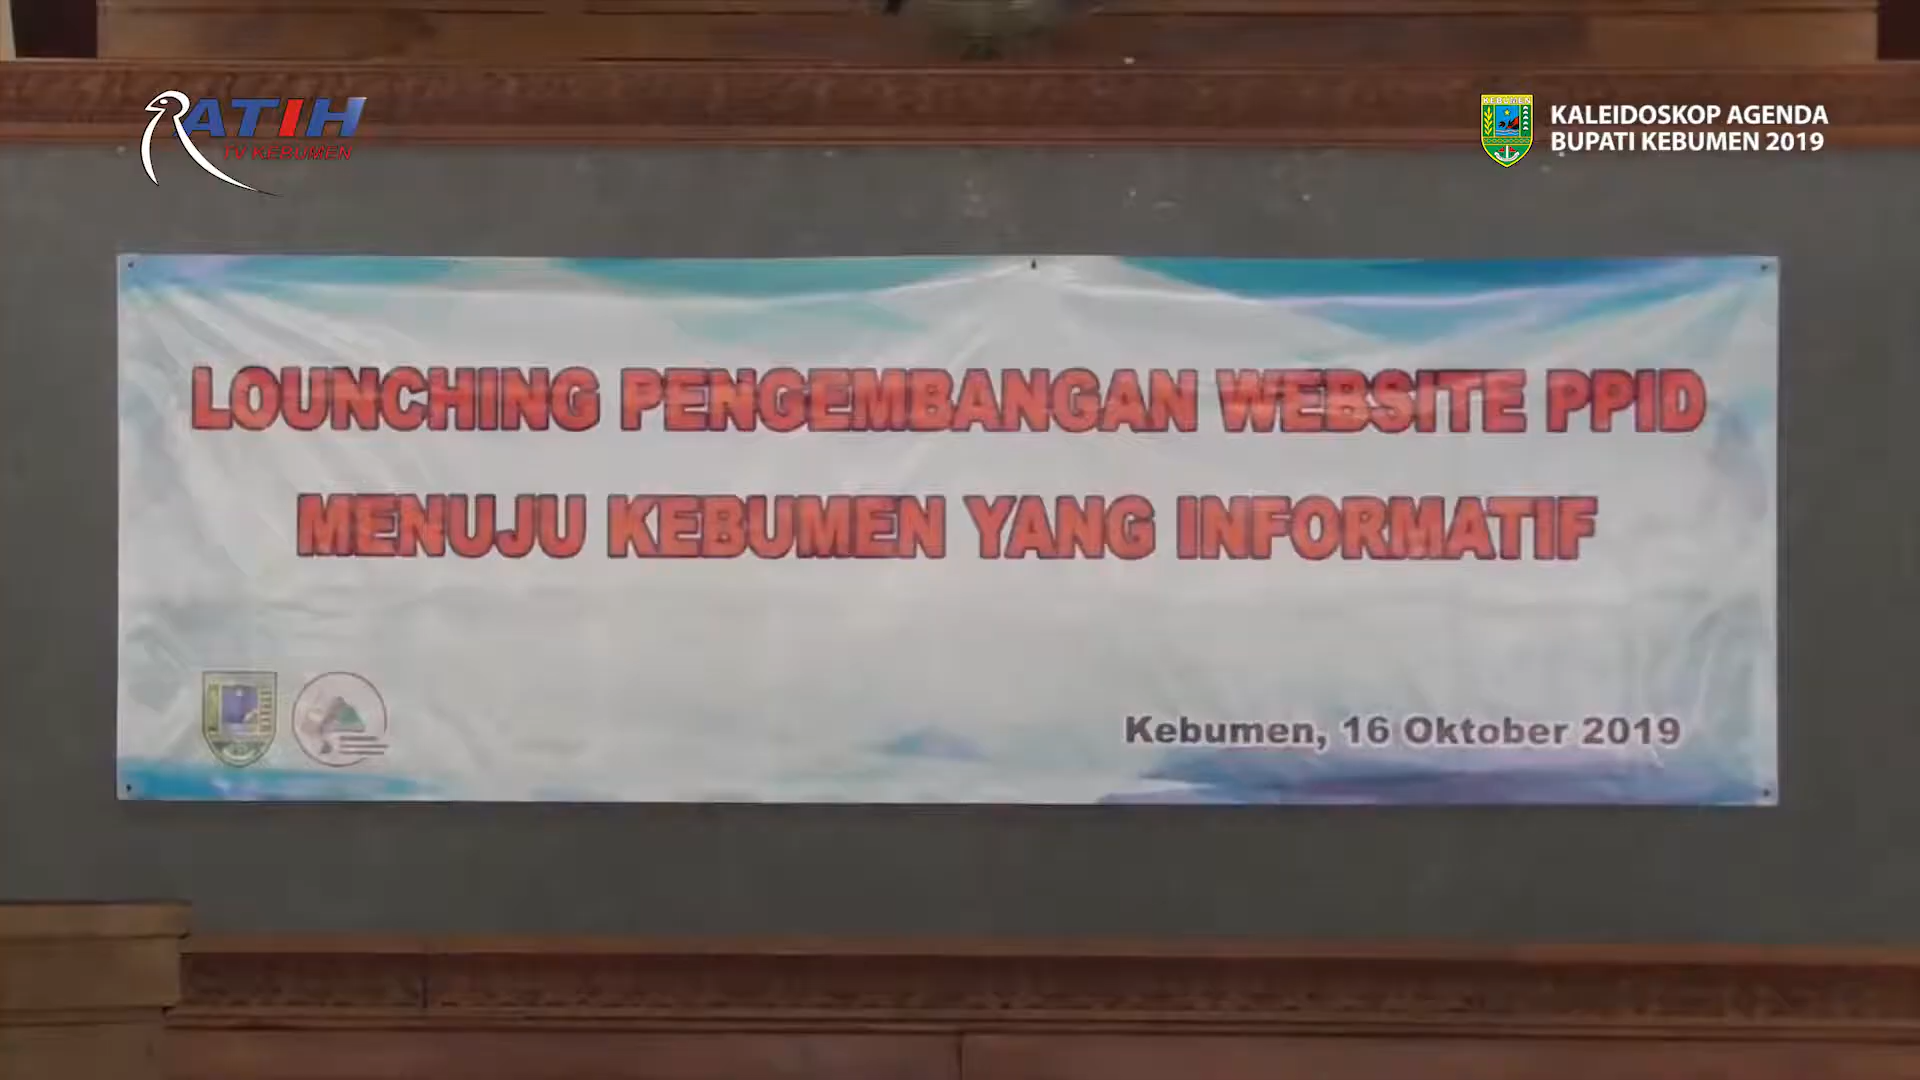 RATIH
TV KEBUMEN
KEBUMEN
KALEIDOSKOP AGENDA
BUPATI KEBUMEN 2019
LOUNCHING PENGEMBANGAN WEBSITE PPID
MENUJU KEBUMEN YANG INFORMATIF
Kebumen, 16 Oktober 2019